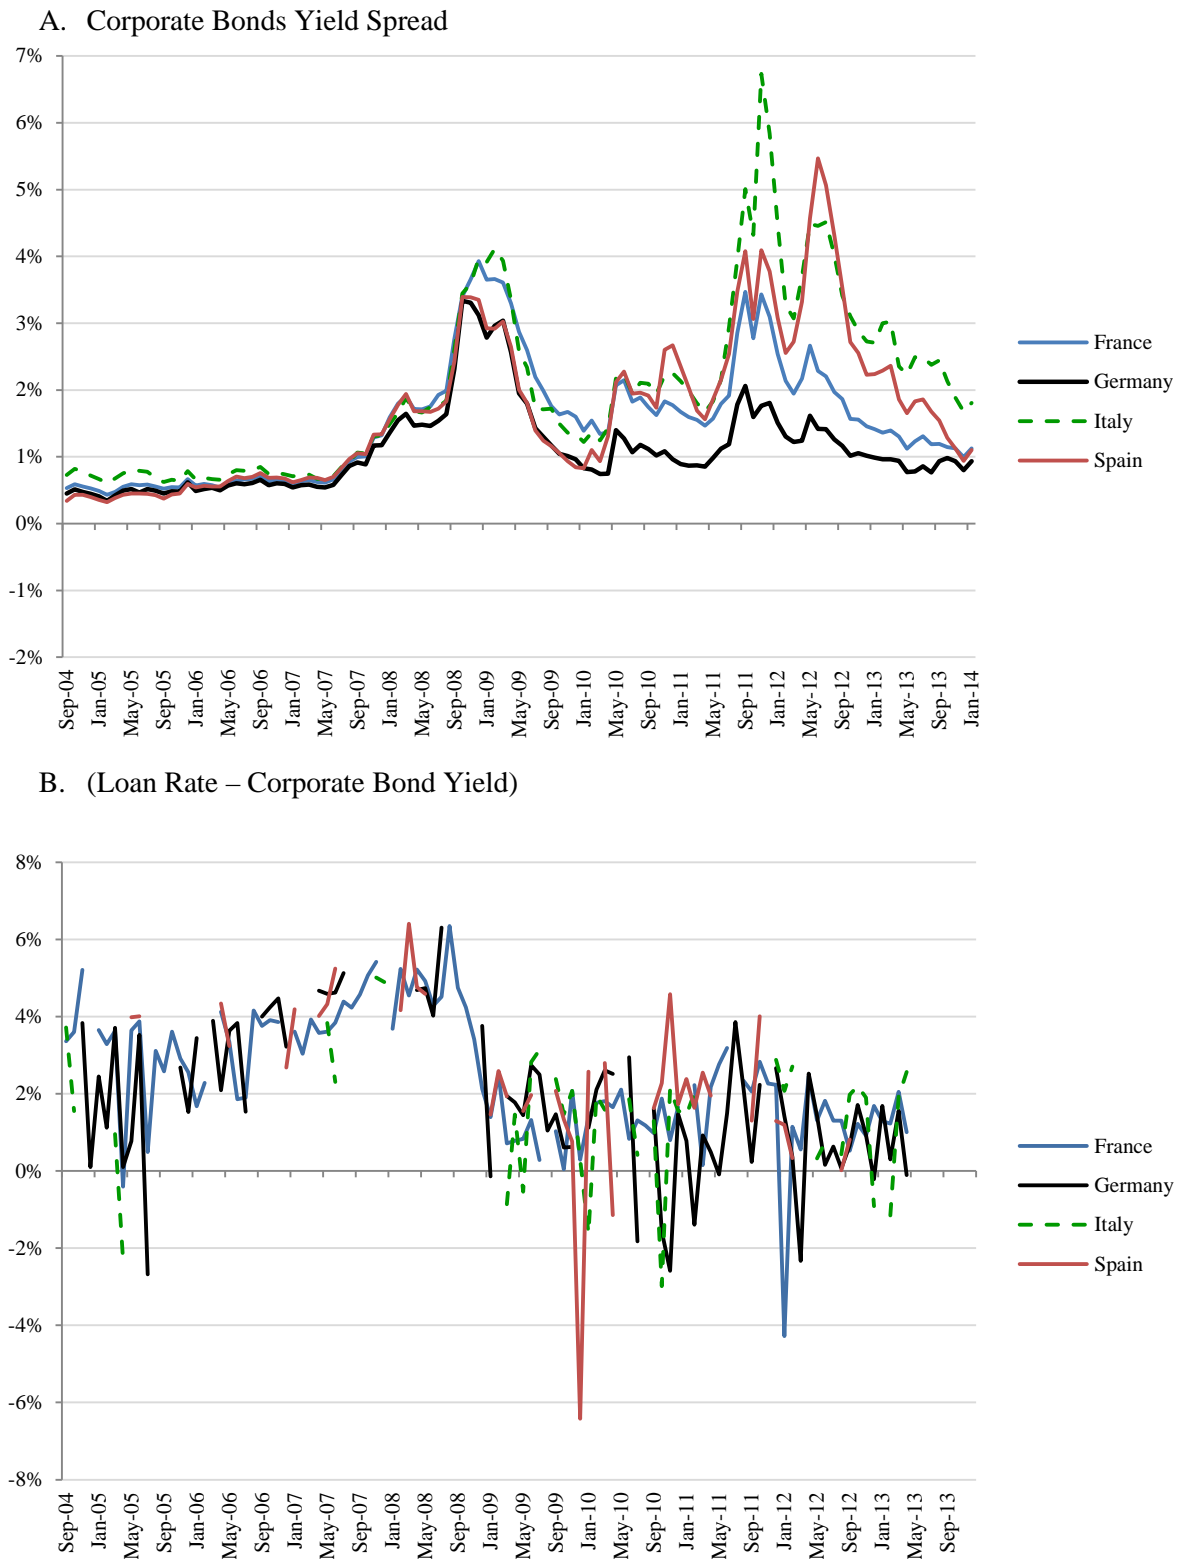 A. Corporate Bonds Yield Spread
7%
6%
5%
4%
3%
2%
1%
0%
-1%
-2%
France
Germany
Italy
Spain
Sep-04
Jan-05
May-05
Sep-05
Jan-06
May-06
Sep-06
Jan-07
May-07
Sep-07
Jan-08
May-08
Sep-08
Jan-09
May-09
Sep-09
Jan-10
May-10
Sep-10
Jan-11
May-11
Sep-11
Jan-12
May-12
Sep-12
Jan-13
May-13
Sep-13
Jan-14
B. (Loan Rate – Corporate Bond Yield)
8%
6%
4%
2%
0%
-2%
-4%
-6%
-8%
France
Germany
Italy
Spain
Sep-04
Jan-05
May-05
Sep-05
Jan-06
May-06
Sep-06
Jan-07
May-07
Sep-07
Jan-08
May-08
Sep-08
Jan-09
May-09
Sep-09
Jan-10
May-10
Sep-10
Jan-11
May-11
Sep-11
Jan-12
May-12
Sep-12
Jan-13
May-13
Sep-13